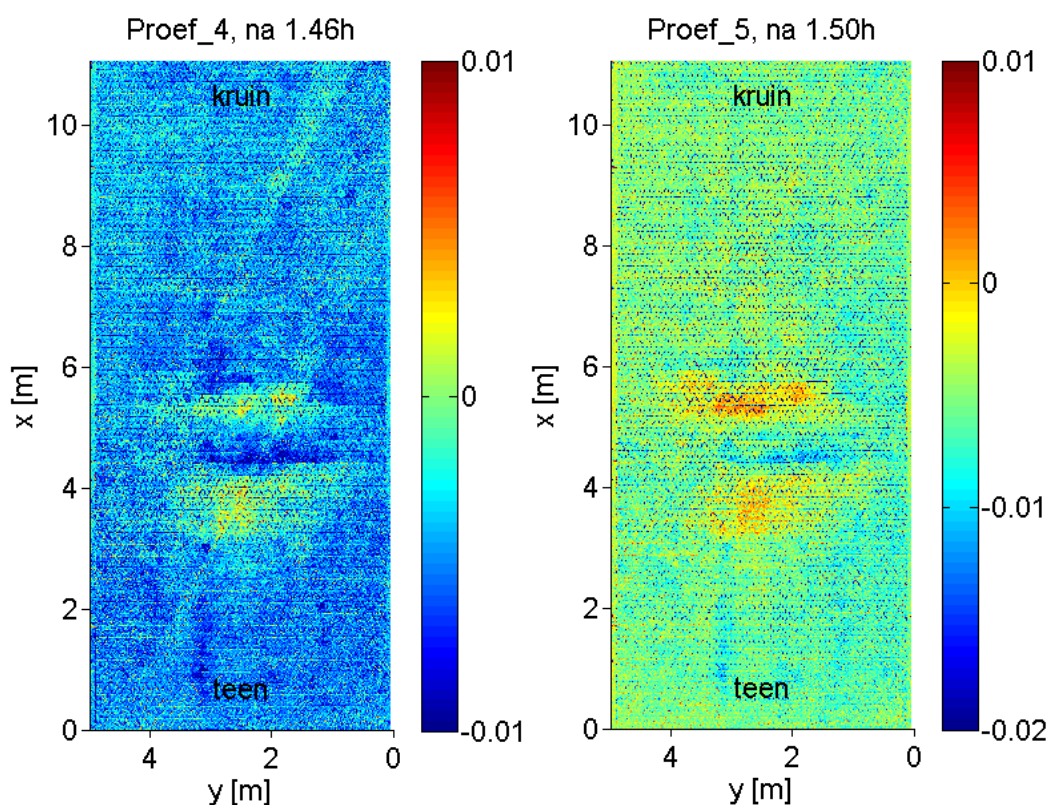 Proef_4, na 1.46h
kruin
teen
x [m]
10
8
6
4
2
0
4 2 0
y [m]
0.01
0
-0.01
Proef_5, na 1.50h
kruin
teen
x [m]
10
8
6
4
2
0
4 2 0
y [m]
0.01
0
-0.01
-0.02